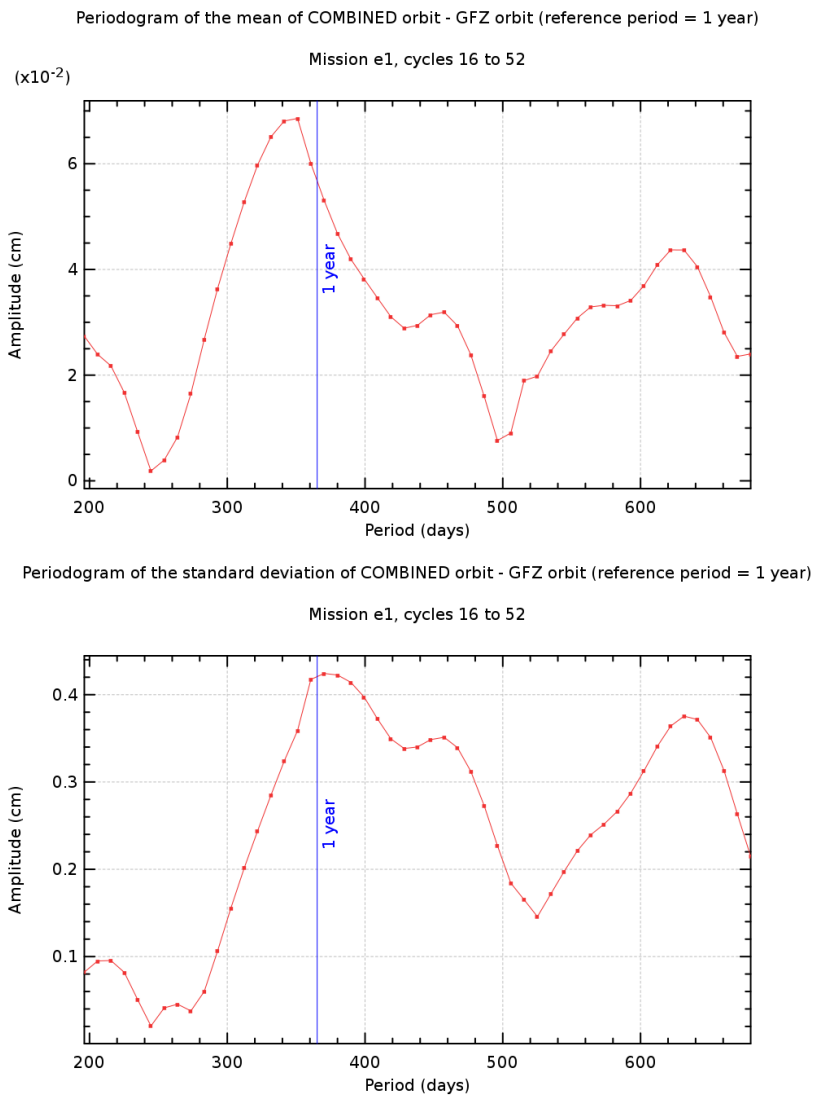 Periodogram of the mean of COMBINED orbit - GFZ orbit (reference period = 1 year)
Mission e1, cycles 16 to 52
(x10-2)
6
4
2
0
Amplitude (cm)
1 year
200 300 400 500 600
Period (days)
Periodogram of the standard deviation of COMBINED orbit - GFZ orbit (reference period = 1 year)
Mission e1, cycles 16 to 52
0.4
0.3
0.2
0.1
Amplitude (cm)
1 year
200 300 400 500 600
Period (days)